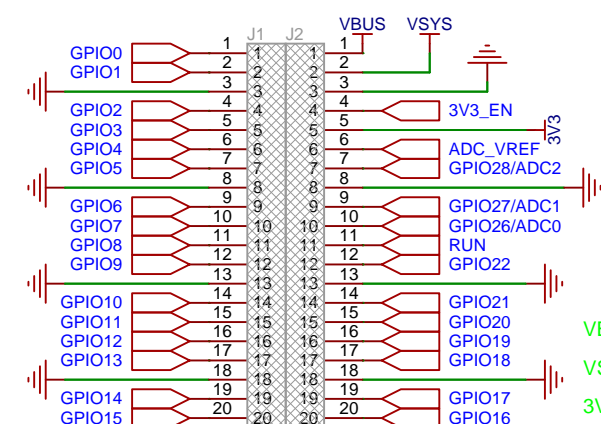 J1 J2 VBUS VSYS
GPIO0 1 1 1 1
GPIO1 2 2 2 2
3 3 3 3
GPIO2 4 4 4 4 3V3_EN
GPIO3 5 5 5 5 3V3
GPIO4 6 6 6 6 ADC_VREF
GPIO5 7 7 7 7 GPIO28/ADC2
8 8 8 8
GPIO6 9 9 9 9 GPIO27/ADC1
GPIO7 10 10 10 10 GPIO26/ADC0
GPIO8 11 11 11 11 RUN
GPIO9 12 12 12 12 GPIO22
13 13 13 13
GPIO10 14 14 14 14 GPIO21
GPIO11 15 15 15 15 GPIO20
GPIO12 16 16 16 16 GPIO19
GPIO13 17 17 17 17 GPIO18
18 18 18 18
GPIO14 19 19 19 19 GPIO17
GPIO15 20 20 20 20 GPIO16